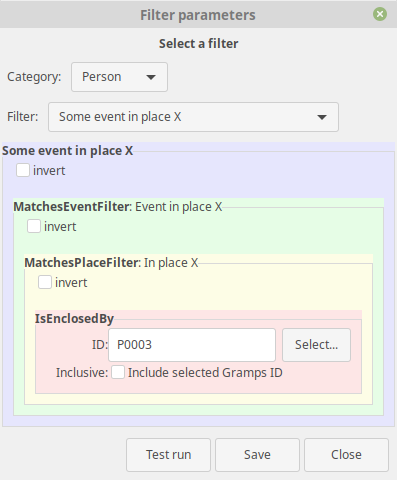 Filter parameters
Select a filter
Category: Person
Filter: Some event in place X
Some event in place X
invert
MatchesEventFilter: Event in place X
invert
MatchesPlaceFilter: In place X
invert
IsEnclosedBy
ID: P0003 Select...
Inclusive: Include selected Gramps ID
Test run Save Close